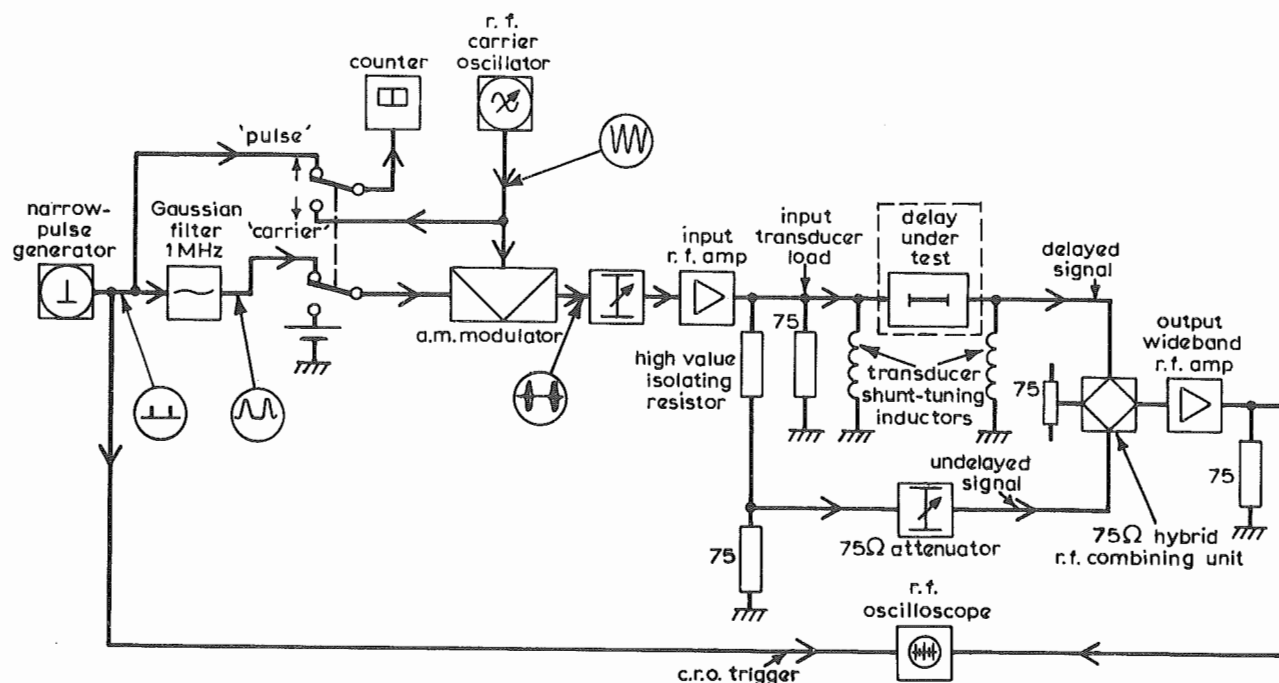 r. f.
carrier
oscillator
counter
'pulse'
narrow-
pulse
generator
Gaussian
filter
1MHz
'carrier'
a.m. modulator
input
r. f. amp
input
transducer
load
delay
under
test
delayed
signal
75
high value
isolating
resistor
transducer
shunt-tuning
inductors
75
output
wideband
r. f. amp
undelayed
signal
75
75
75Ω attenuator
75Ω hybrid
r. f. combining unit
r. f.
oscilloscope
c.r.o. trigger